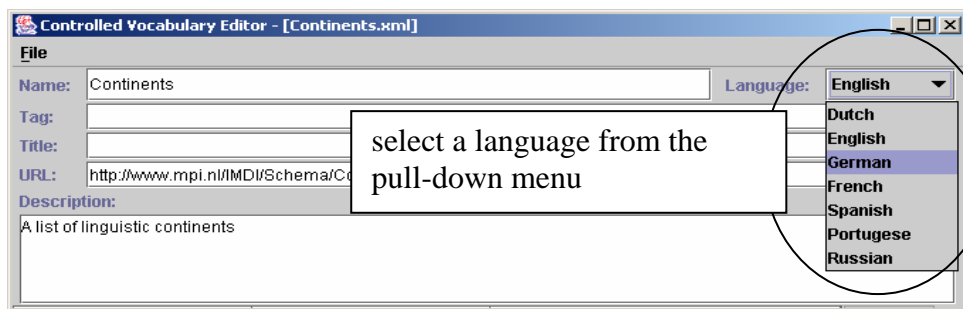 Controlled Vocabulary Editor - [Continents.xml]
File
Name: Continents Language: English
Tag:
Title:
URL: http://www.mpi.nl/IMDI/Schema/
Description:
A list of linguistic continents
select a language from the
pull-down menu
Dutch
English
German
French
Spanish
Portugese
Russian